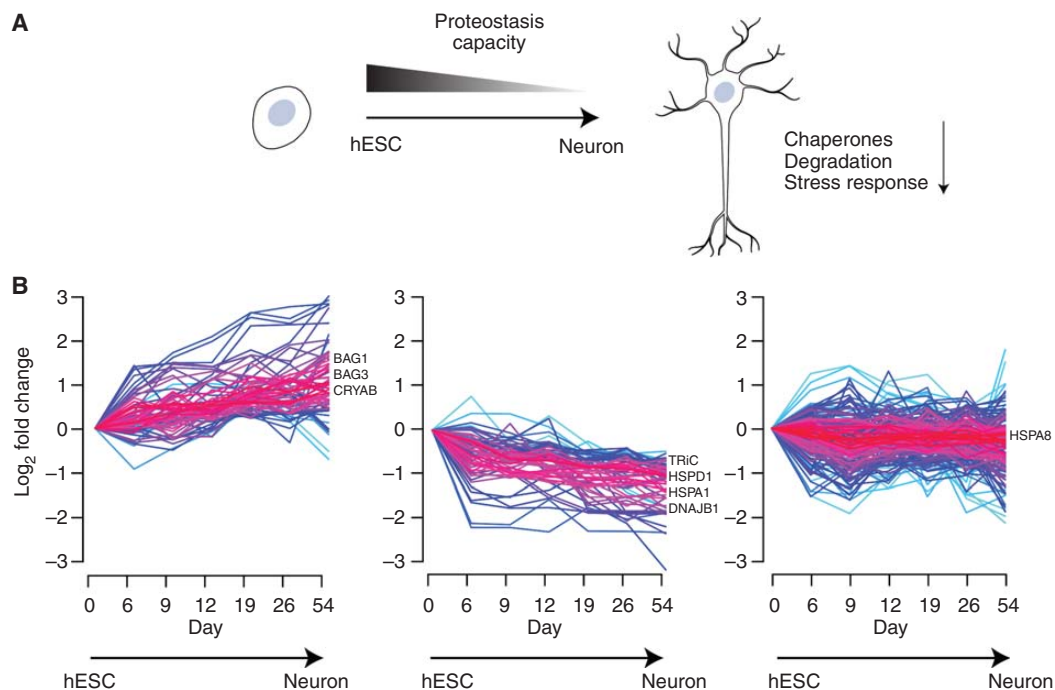 A
Proteostasis
capacity
hESC
Neuron
Chaperones
Degradation
Stress response
B
Log2 fold change
3
2
1
0
–1
–2
–3
BAG1
BAG3
CRYAB
0 6 9 12 19 26 54
Day
hESC Neuron
3
2
1
0
–1
–2
–3
TRiC
HSPD1
HSPA1
DNAJB1
0 6 9 12 19 26 54
Day
hESC Neuron
3
2
1
0
–1
–2
–3
HSPA8
0 6 9 12 19 26 54
Day
hESC Neuron